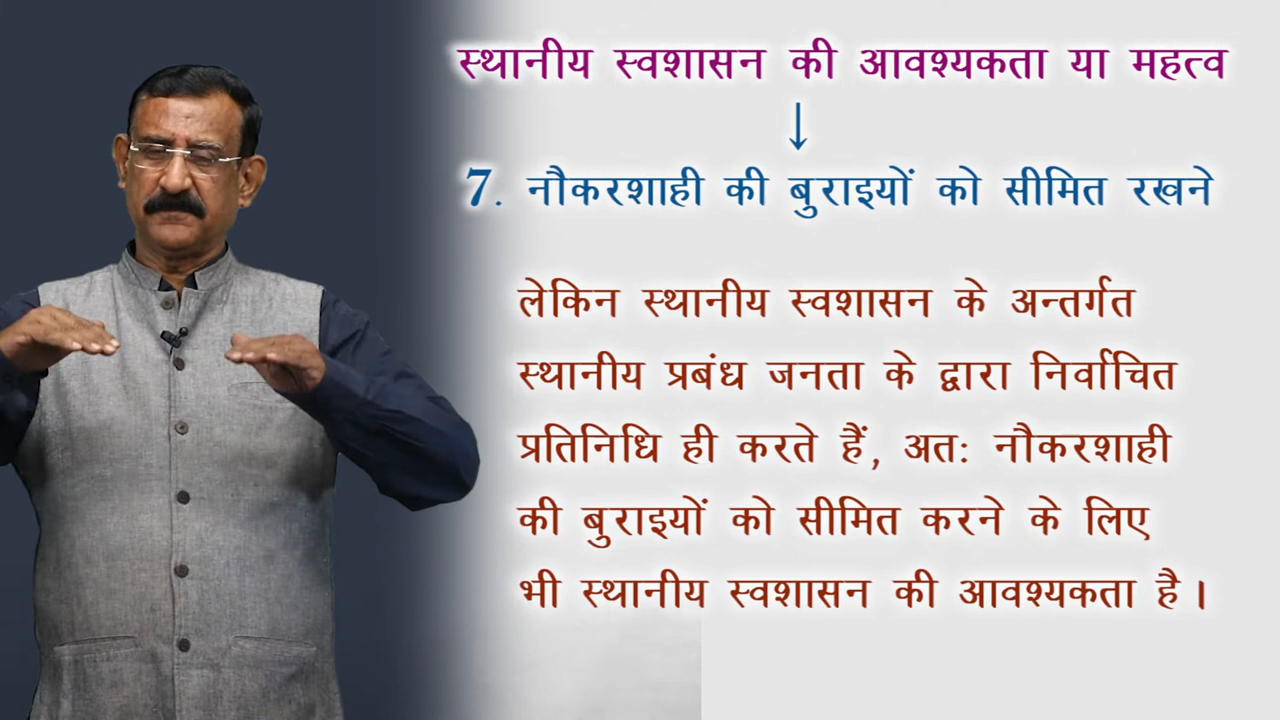 स्थानीय स्वशासन की आवश्यकता या महत्व
↓
7. नौकरशाही की बुराइयों को सीमित रखने
लेकिन स्थानीय स्वशासन के अन्तर्गत
स्थानीय प्रबंध जनता के द्वारा निर्वाचित
प्रतिनिधि ही करते हैं, अतः नौकरशाही
की बुराइयों को सीमित करने के लिए
भी स्थानीय स्वशासन की आवश्यकता है।